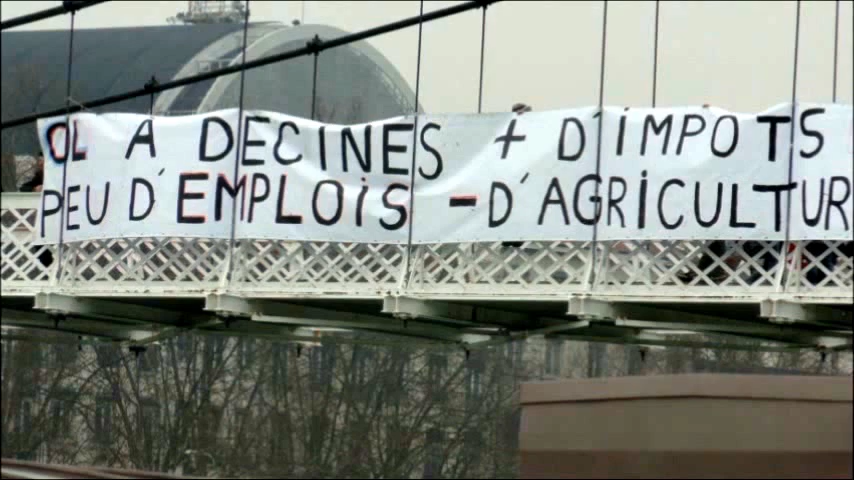 OL A DECINES + D'IMPOTS
PEU D'EMPLOIS - D'AGRICULTUR